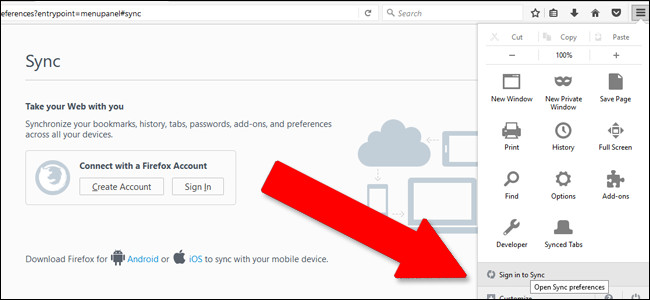 eferences?entrypoint=menupanel#sync
Search
Sync
Take your Web with you
Synchronize your bookmarks, history, tabs, passwords, add-ons, and preferences
across all your devices.
Connect with a Firefox Account
Create Account
Sign In
Download Firefox for Android or iOS to sync with your mobile device.
Cut
Copy
Paste
−
100%
+
New Window
New Private
Window
Save Page
Print
History
Full Screen
Find
Options
Add-ons
Developer
Synced Tabs
Sign in to Sync
Open Sync preferences
Customize